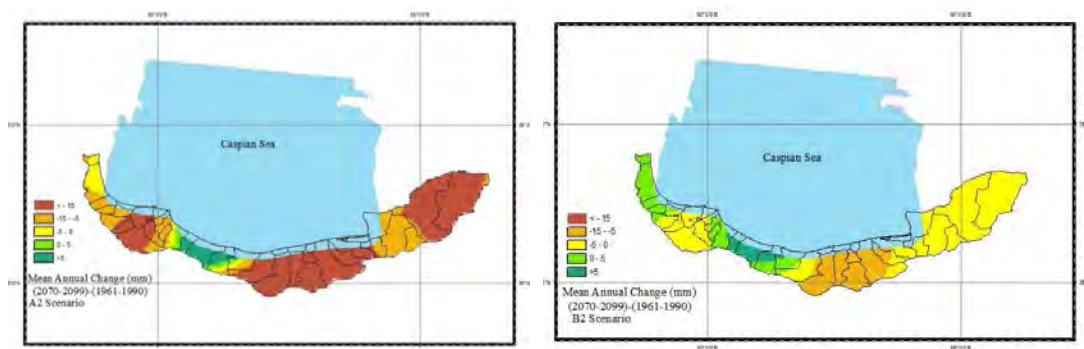 Caspian Sea
< - 15
-15 - -5
-5 - 0
0 - 5
>5
Mean Annual Change (mm)
(2070-2099)-(1961-1990)
A2 Scenario
Caspian Sea
< - 15
-15 - -5
-5 - 0
0 - 5
>5
Mean Annual Change (mm)
(2070-2099)-(1961-1990)
B2 Scenario